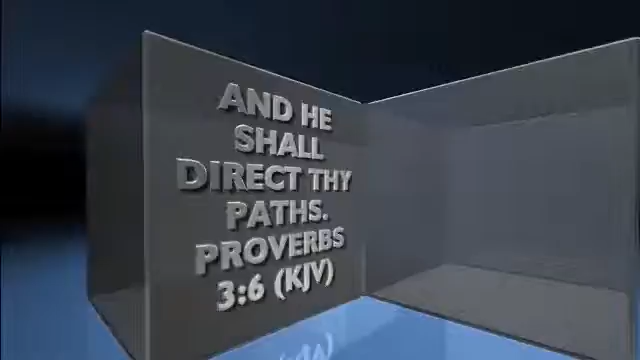 AND HE
SHALL
DIRECT THY
PATHS.
PROVERBS
3:6 (KJV)